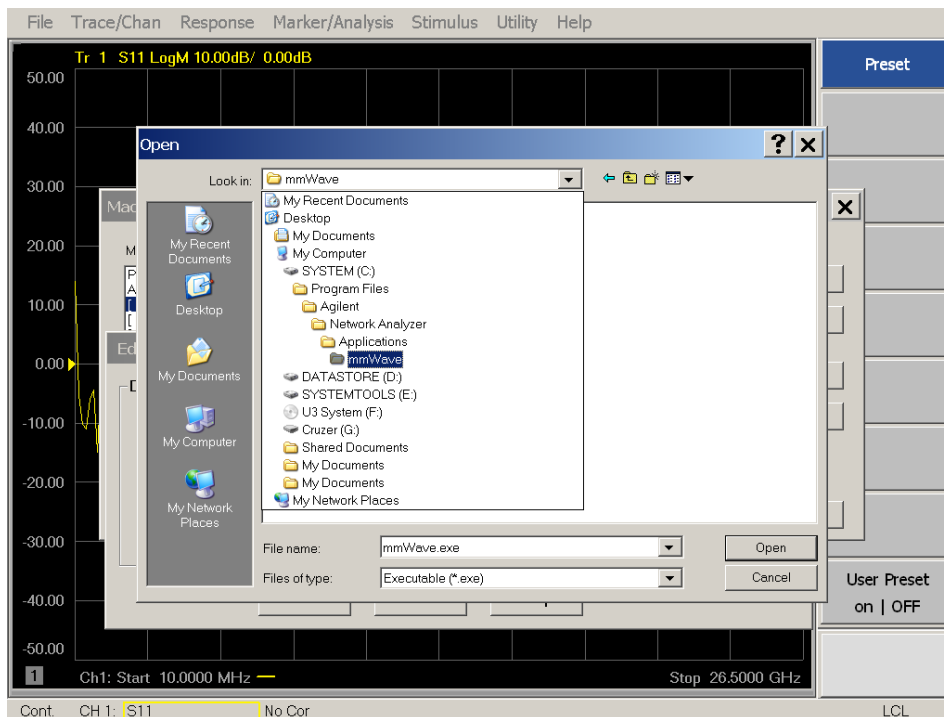 File Trace/Chan Response Marker/Analysis Stimulus Utility Help
Tr 1 S11 LogM 10.00dB/ 0.00dB
Preset
50.00
40.00
Open
Look in: mmWave
30.00
Mac
My Recent Documents
Desktop
My Documents
My Computer
SYSTEM (C:)
Program Files
Agilent
Network Analyzer
Applications
mmWave
DATASTORE (D:)
SYSTEMTOOLS (E:)
U3 System (F:)
Cruzer (G:)
Shared Documents
My Documents
My Documents
My Network Places
My Recent
Documents
Desktop
My Documents
My Computer
My Network
Places
20.00
M
P
A
[
[
10.00
Ed
0.00
-10.00
-20.00
-30.00
File name: mmWave.exe Open
Files of type: Executable (*.exe) Cancel
User Preset
on | OFF
-40.00
-50.00
1 Ch1: Start 10.0000 MHz Stop 26.5000 GHz
Cont. CH 1: S11 No Cor LCL